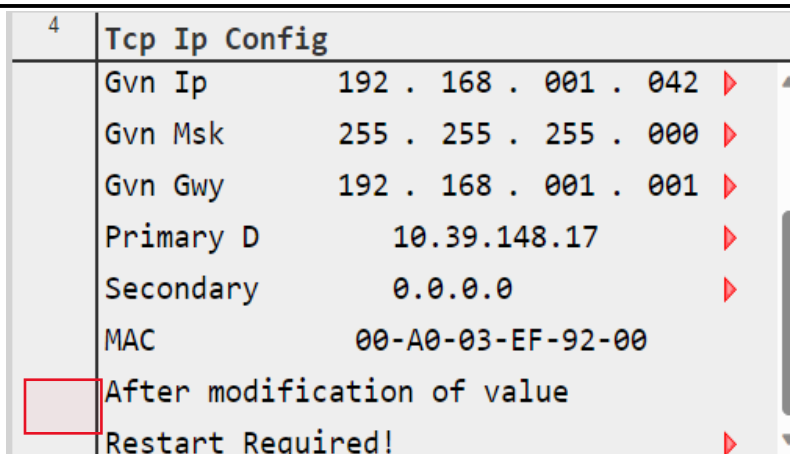 4
Tcp Ip Config
Gvn Ip 192 . 168 . 001 . 042
Gvn Msk 255 . 255 . 255 . 000
Gvn Gwy 192 . 168 . 001 . 001
Primary D 10.39.148.17
Secondary 0.0.0.0
MAC 00-A0-03-EF-92-00
After modification of value
Restart Required!